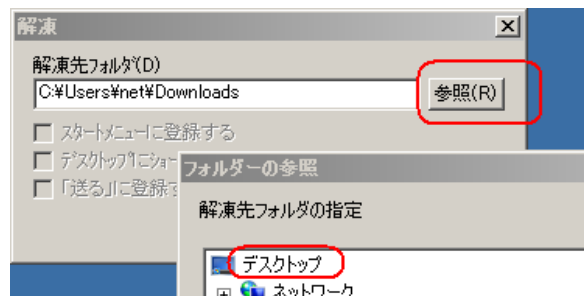 解凍
解凍先フォルダ(D)
C:¥Users¥net¥Downloads
参照(R)
スタートメニューに登録する
デスクトップにショー
「送る」に登録す
フォルダーの参照
解凍先フォルダの指定
デスクトップ
ネットワーク